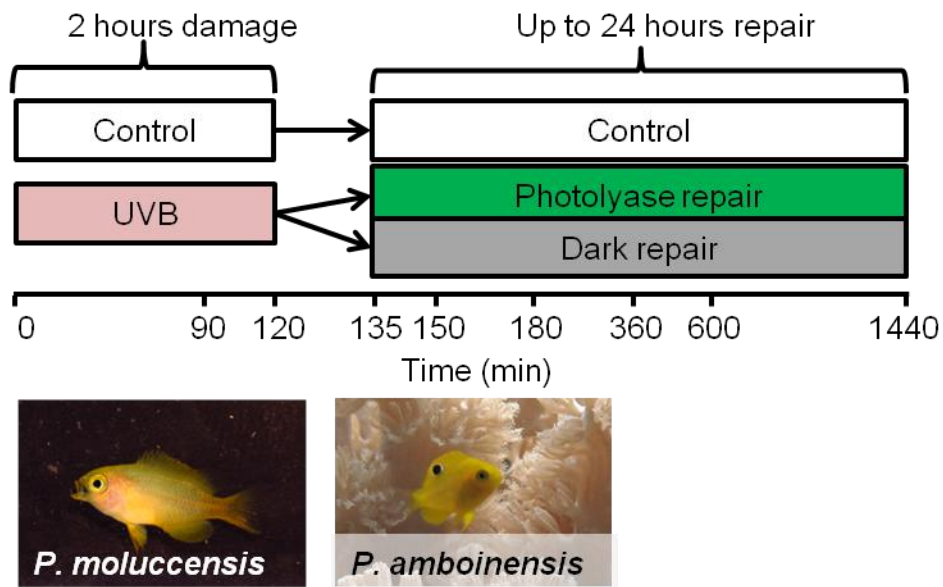 2 hours damage Up to 24 hours repair
Control Control
UVB Photolyase repair
Dark repair
0 90 120 135 150 180 360 600 1440
Time (min)
P. moluccensis P. amboinensis